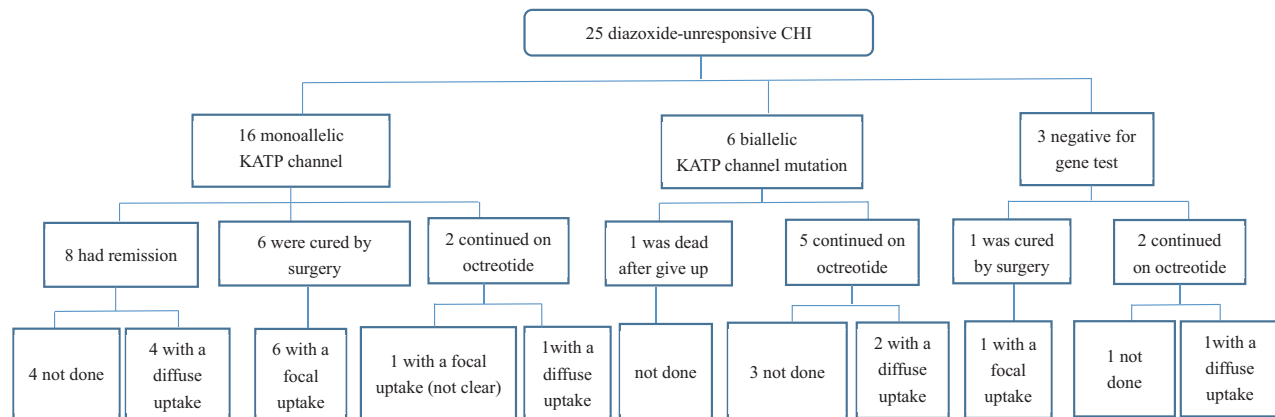 25 diazoxide-unresponsive CHI
16 monoallelic
KATP channel
6 biallelic
KATP channel mutation
3 negative for
gene test
8 had remission
6 were cured by
surgery
2 continued on
octreotide
1 was dead
after give up
5 continued on
octreotide
1 was cured
by surgery
2 continued
on octreotide
4 not done
4 with a
diffuse
uptake
6 with a
focal
uptake
1 with a focal
uptake (not clear)
1with a
diffuse
uptake
not done
3 not done
2 with a
diffuse
uptake
1 with a
focal
uptake
1 not
done
1with a
diffuse
uptake